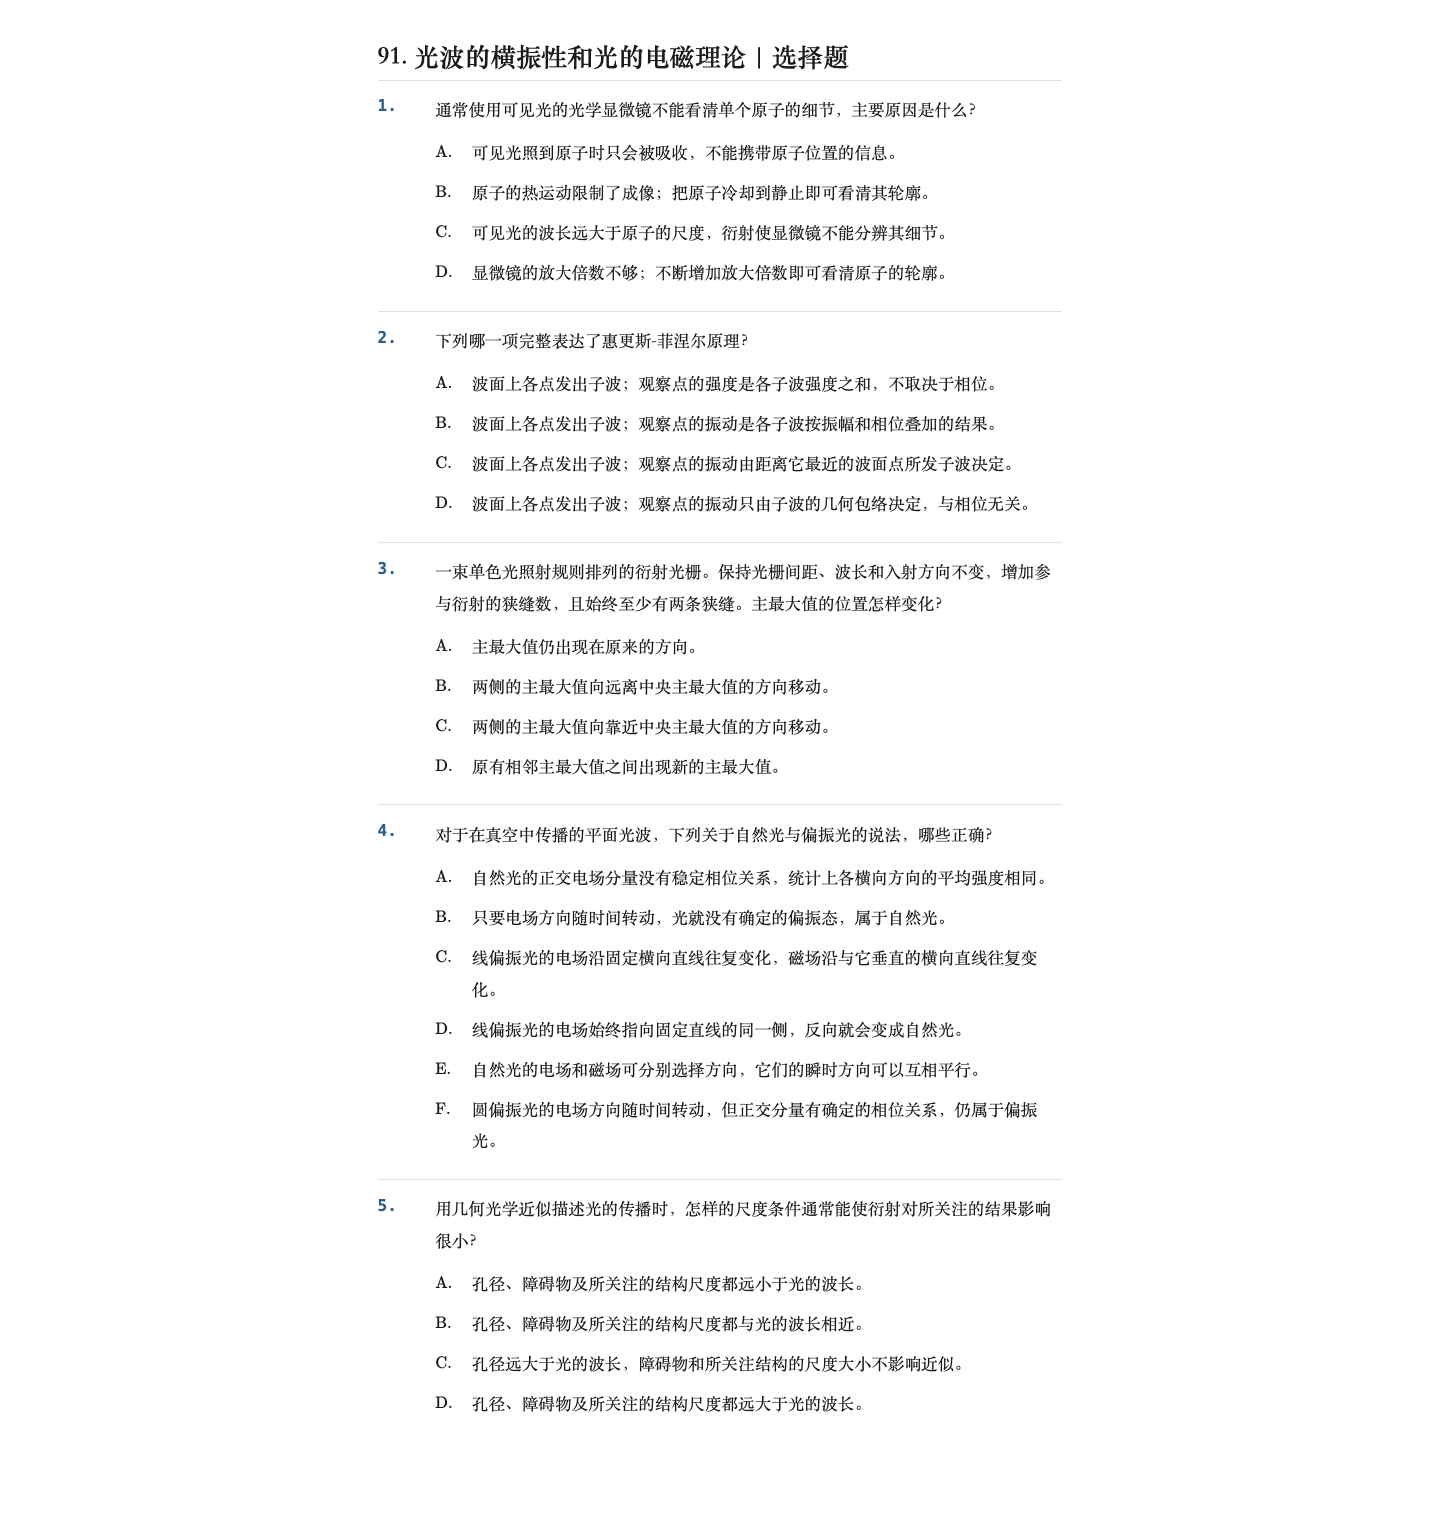 91. 光波的横振性和光的电磁理论 | 选择题
1. 通常使用可见光的光学显微镜不能看清单个原子的细节，主要原因是什么?
A. 可见光照到原子时只会被吸收，不能携带原子位置的信息。
B. 原子的热运动限制了成像；把原子冷却到静止即可看清其轮廓。
C. 可见光的波长远大于原子的尺度，衍射使显微镜不能分辨其细节。
D. 显微镜的放大倍数不够；不断增加放大倍数即可看清原子的轮廓。
2. 下列哪一项完整表达了惠更斯-菲涅尔原理?
A. 波面上各点发出子波；观察点的强度是各子波强度之和，不取决于相位。
B. 波面上各点发出子波；观察点的振动是各子波按振幅和相位叠加的结果。
C. 波面上各点发出子波；观察点的振动由距离它最近的波面点所发子波决定。
D. 波面上各点发出子波；观察点的振动只由子波的几何包络决定，与相位无关。
3. 一束单色光照射规则排列的衍射光栅。保持光栅间距、波长和入射方向不变，增加参
与衍射的狭缝数，且始终至少有两条狭缝。主最大值的位置怎样变化?
A. 主最大值仍出现在原来的方向。
B. 两侧的主最大值向远离中央主最大值的方向移动。
C. 两侧的主最大值向靠近中央主最大值的方向移动。
D. 原有相邻主最大值之间出现新的主最大值。
4. 对于在真空中传播的平面光波，下列关于自然光与偏振光的说法，哪些正确?
A. 自然光的正交电场分量没有稳定相位关系，统计上各横向方向的平均强度相同。
B. 只要电场方向随时间转动，光就没有确定的偏振态，属于自然光。
C. 线偏振光的电场沿固定横向直线往复变化，磁场沿与它垂直的横向直线往复变
化。
D. 线偏振光的电场始终指向固定直线的同一侧，反向就会变成自然光。
E. 自然光的电场和磁场可分别选择方向，它们的瞬时方向可以互相平行。
F. 圆偏振光的电场方向随时间转动，但正交分量有确定的相位关系，仍属于偏振
光。
5. 用几何光学近似描述光的传播时，怎样的尺度条件通常能使衍射对所关注的结果影响
很小?
A. 孔径、障碍物及所关注的结构尺度都远小于光的波长。
B. 孔径、障碍物及所关注的结构尺度都与光的波长相近。
C. 孔径远大于光的波长，障碍物和所关注结构的尺度大小不影响近似。
D. 孔径、障碍物及所关注的结构尺度都远大于光的波长。